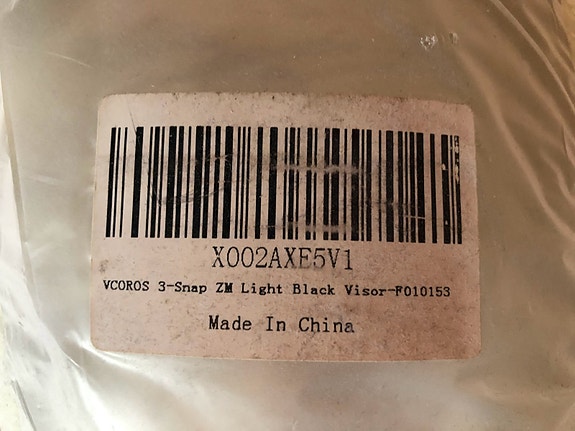 X002AXE5V1
VCOROS 3-Snap ZM Light Black Visor-F010153
Made In China